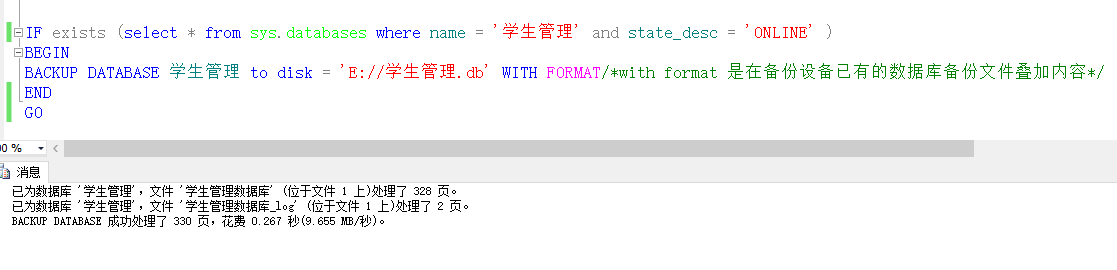 IF exists (select * from sys.databases where name = '学生管理' and state_desc = 'ONLINE' )
BEGIN
BACKUP DATABASE 学生管理 to disk = 'E://学生管理.db' WITH FORMAT/*with format 是在备份设备已有的数据库备份文件叠加内容*/
END
GO
00 %
消息
已为数据库 '学生管理'，文件 '学生管理数据库' (位于文件 1 上)处理了 328 页。
已为数据库 '学生管理'，文件 '学生管理数据库_log' (位于文件 1 上)处理了 2 页。
BACKUP DATABASE 成功处理了 330 页，花费 0.267 秒(9.655 MB/秒)。